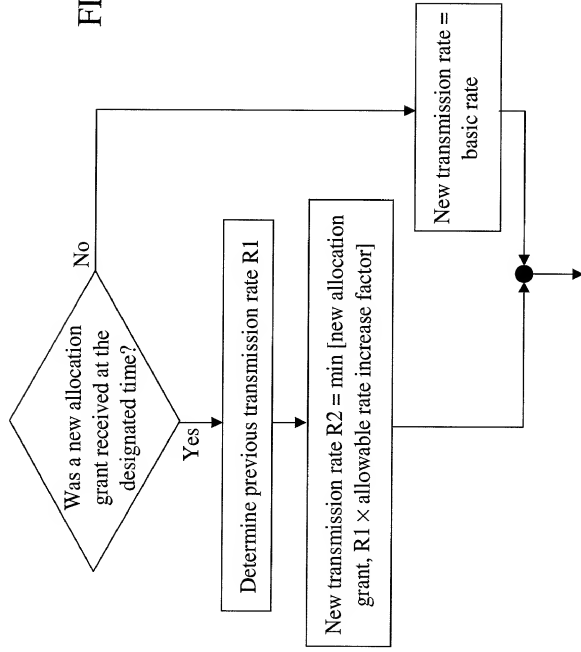 FI
Was a new allocation
grant received at the
designated time?
No
Yes
Determine previous transmission rate R1
New transmission rate R2 = min [new allocation
grant, R1 × allowable rate increase factor]
New transmission rate =
basic rate